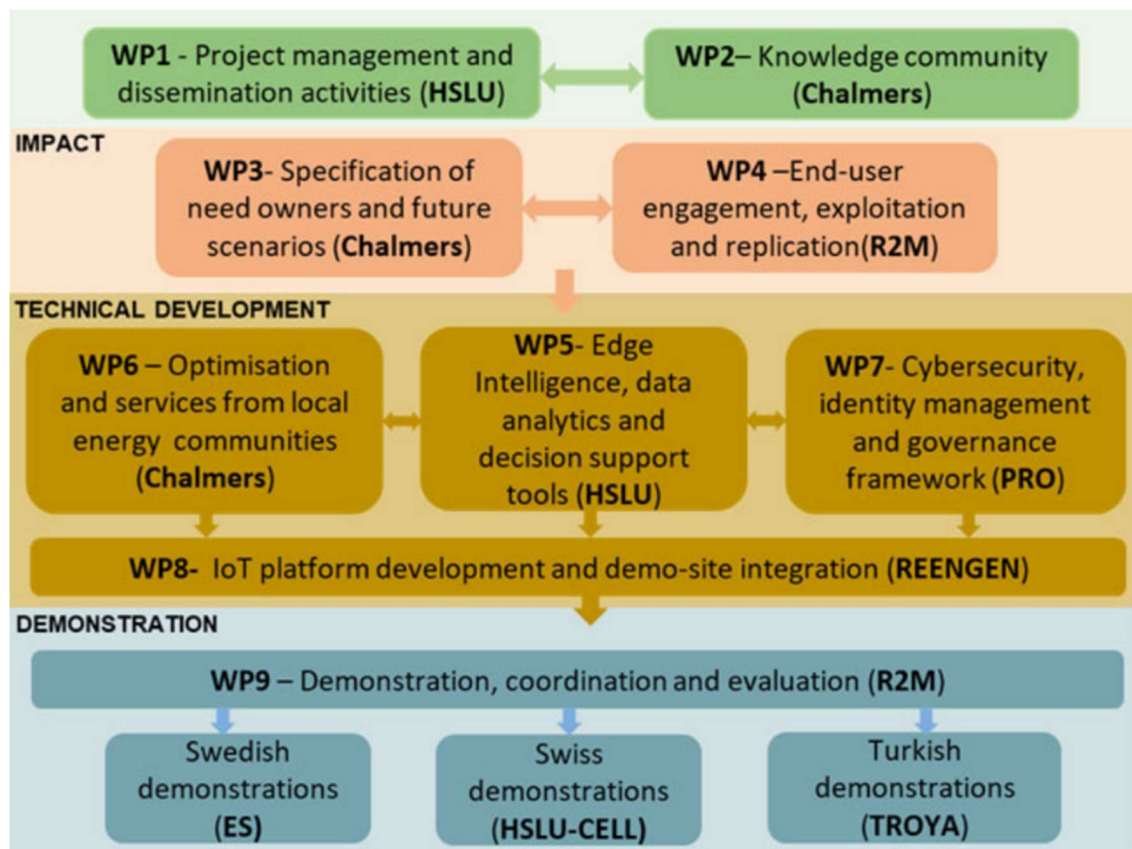 WP1 - Project management and
dissemination activities (HSLU)
WP2– Knowledge community
(Chalmers)
IMPACT
WP3- Specification of
need owners and future
scenarios (Chalmers)
WP4 –End-user
engagement, exploitation
and replication(R2M)
TECHNICAL DEVELOPMENT
WP6 – Optimisation
and services from local
energy communities
(Chalmers)
WP5- Edge
Intelligence, data
analytics and
decision support
tools (HSLU)
WP7- Cybersecurity,
identity management
and governance
framework (PRO)
WP8- IoT platform development and demo-site integration (REENGEN)
DEMONSTRATION
WP9 – Demonstration, coordination and evaluation (R2M)
Swedish
demonstrations
(ES)
Swiss
demonstrations
(HSLU-CELL)
Turkish
demonstrations
(TROYA)